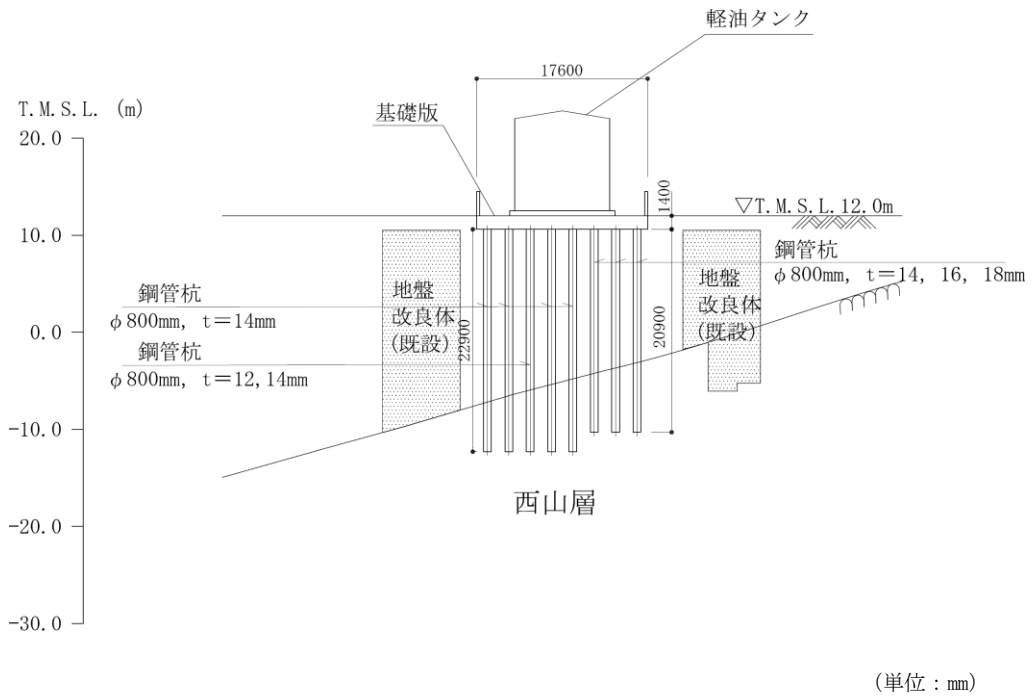 軽油タンク
17600
T.M.S.L. (m)
基礎版
20.0
1400
▽T.M.S.L.12.0m
10.0
鋼管杭
φ800mm, t=14, 16, 18mm
地盤
改良体
(既設)
地盤
改良体
(既設)
鋼管杭
φ800mm, t=14mm
0.0
22900
20900
鋼管杭
φ800mm, t=12,14mm
-10.0
西山層
-20.0
-30.0
(単位:mm)